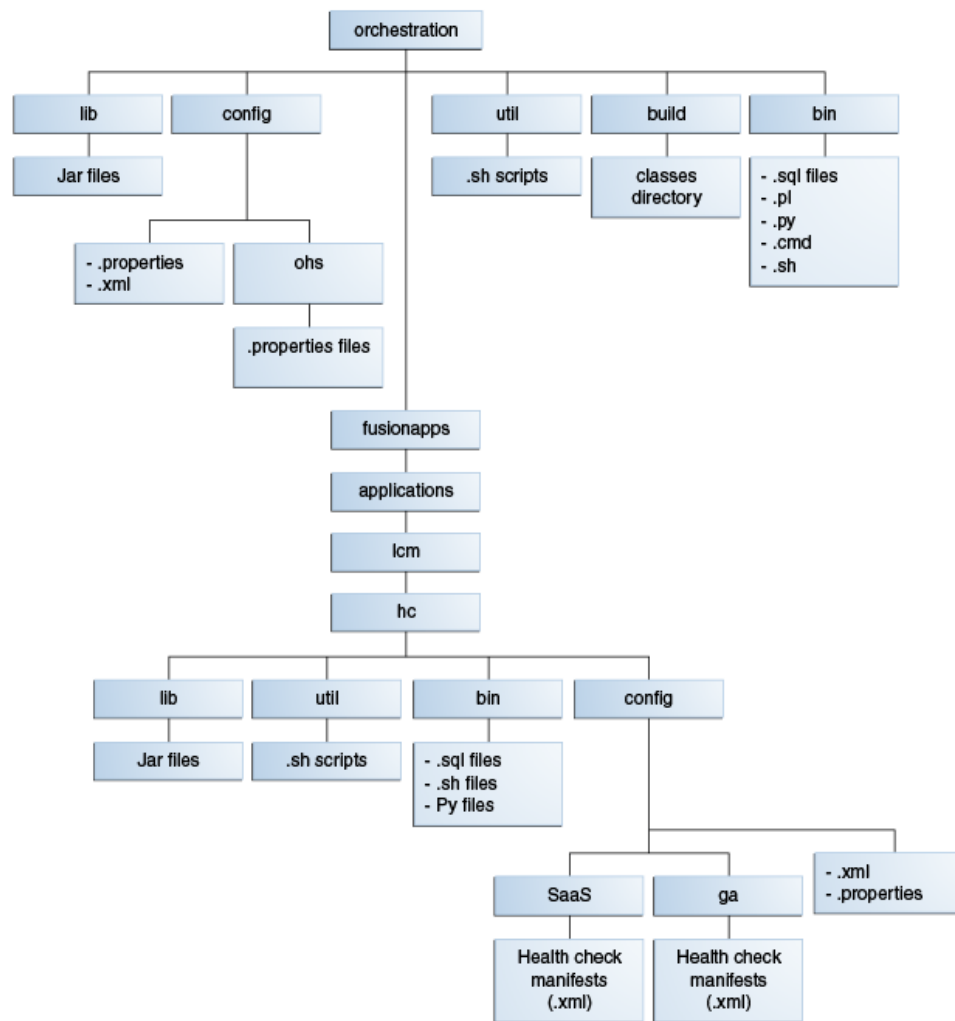 orchestration
lib
config
util
build
bin
Jar files
.sh scripts
classes
directory
- .sql files
- .pl
- .py
- .cmd
- .sh
- .properties
- .xml
ohs
.properties files
fusionapps
applications
lcm
hc
lib
util
bin
config
Jar files
.sh scripts
- .sql files
- .sh files
- Py files
SaaS
ga
- .xml
- .properties
Health check
manifests
(.xml)
Health check
manifests
(.xml)